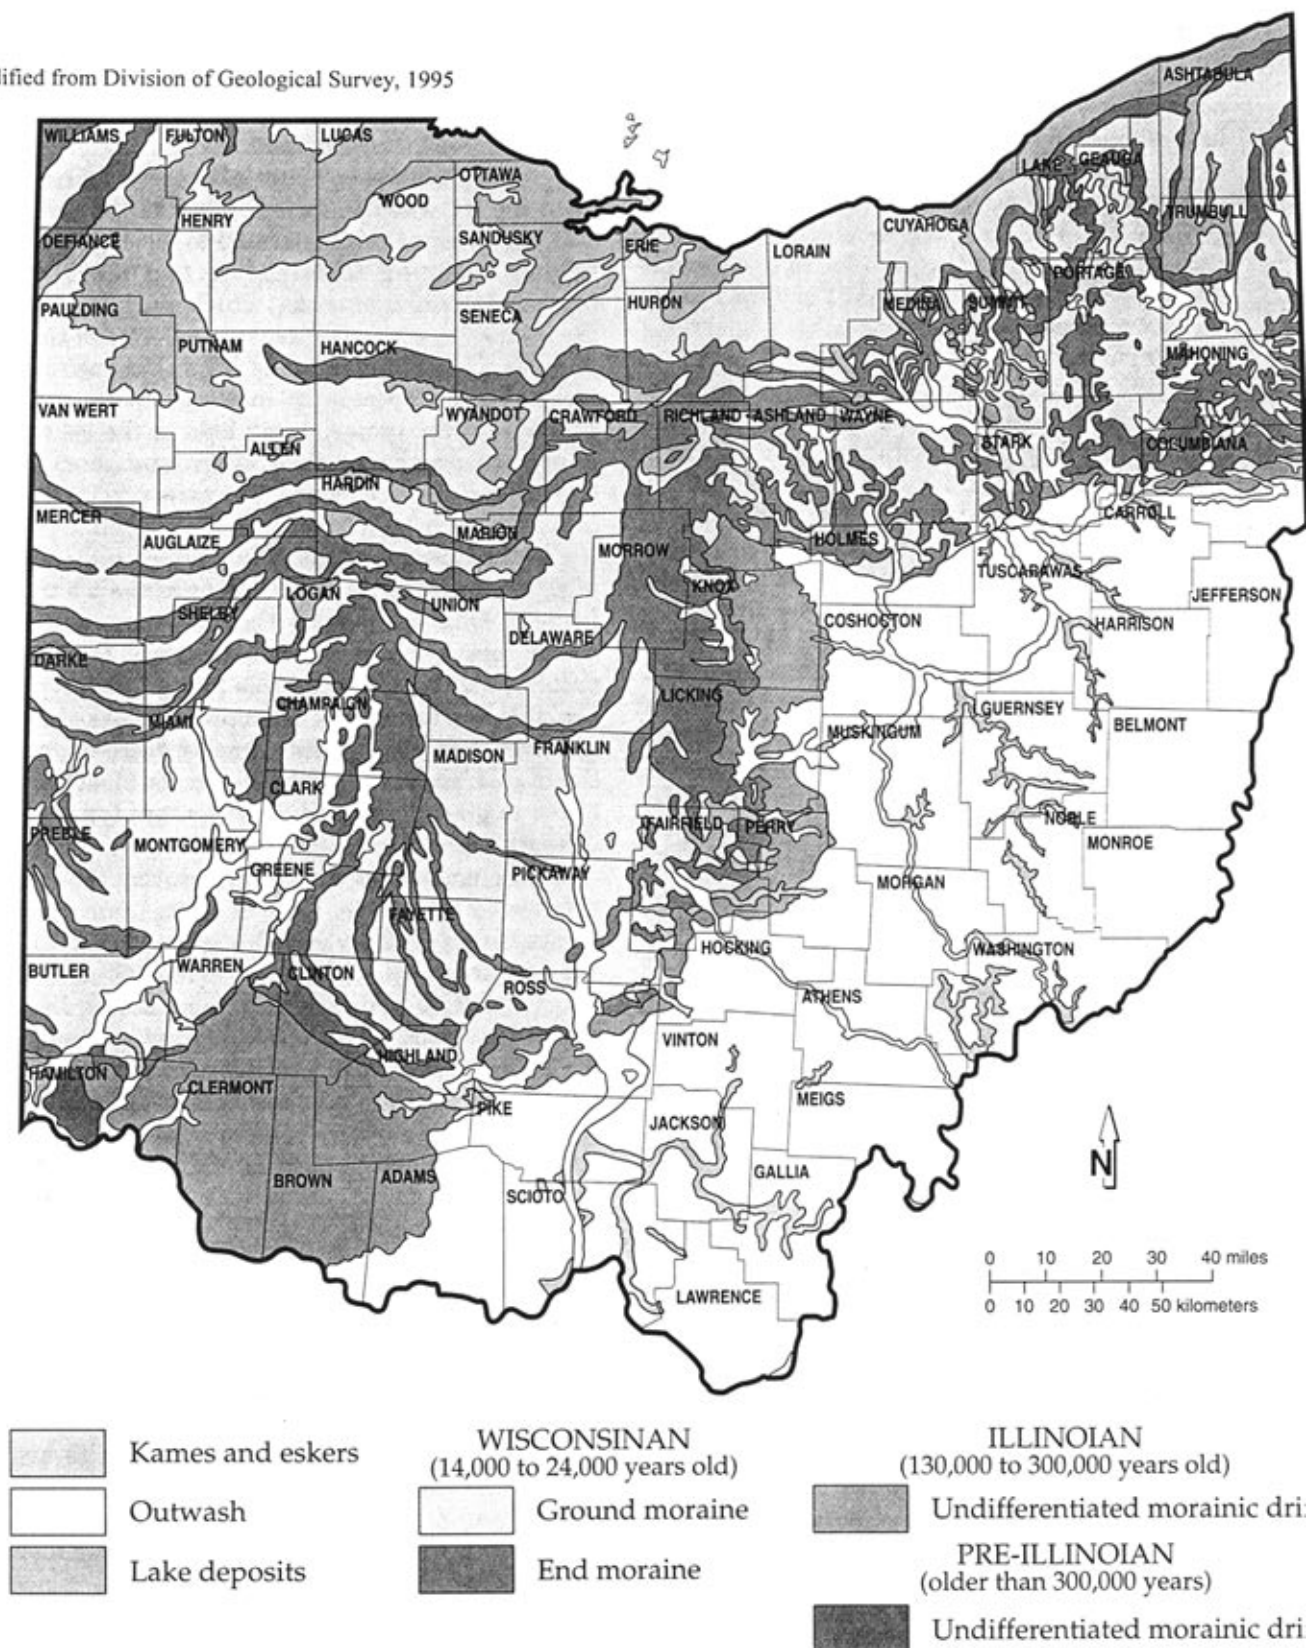 lified from Division of Geological Survey, 1995
ASHTABULA
WILLIAMS
FULTON
LUCAS
LAKE
GEAUGA
OTTAWA
WOOD
HENRY
TRUMBULL
CUYAHOGA
DEFIANCE
SANDUSKY
ERIE
LORAIN
PORTAGE
PAULDING
HURON
MEDINA
SUMMIT
SENECA
PUTNAM
HANCOCK
MAHONING
VAN WERT
WYANDOT
CRAWFORD
RICHLAND
ASHLAND
WAYNE
ALLEN
STARK
COLUMBIANA
HARDIN
MERCER
CARROLL
AUGLAIZE
MARION
HOLMES
MORROW
TUSCARAWAS
KNOX
LOGAN
JEFFERSON
UNION
SHELBY
COSHOCTON
HARRISON
DELAWARE
DARKE
LICKING
CHAMPAIGN
GUERNSEY
MIAMI
BELMONT
MUSKINGUM
FRANKLIN
MADISON
CLARK
NOBLE
PREBLE
FAIRFIELD
PERRY
MONTGOMERY
MONROE
GREENE
PICKAWAY
MORGAN
FAYETTE
HOCKING
WASHINGTON
WARREN
BUTLER
CLINTON
ROSS
ATHENS
VINTON
HIGHLAND
HAMILTON
CLERMONT
MEIGS
PIKE
JACKSON
GALLIA
BROWN
ADAMS
SCIOTO
LAWRENCE
N
0 10 20 30 40 miles
0 10 20 30 40 50 kilometers
Kames and eskers
Outwash
Lake deposits
WISCONSINAN
(14,000 to 24,000 years old)
Ground moraine
End moraine
ILLINOIAN
(130,000 to 300,000 years old)
Undifferentiated morainic dri
PRE-ILLINOIAN
(older than 300,000 years)
Undifferentiated morainic dri